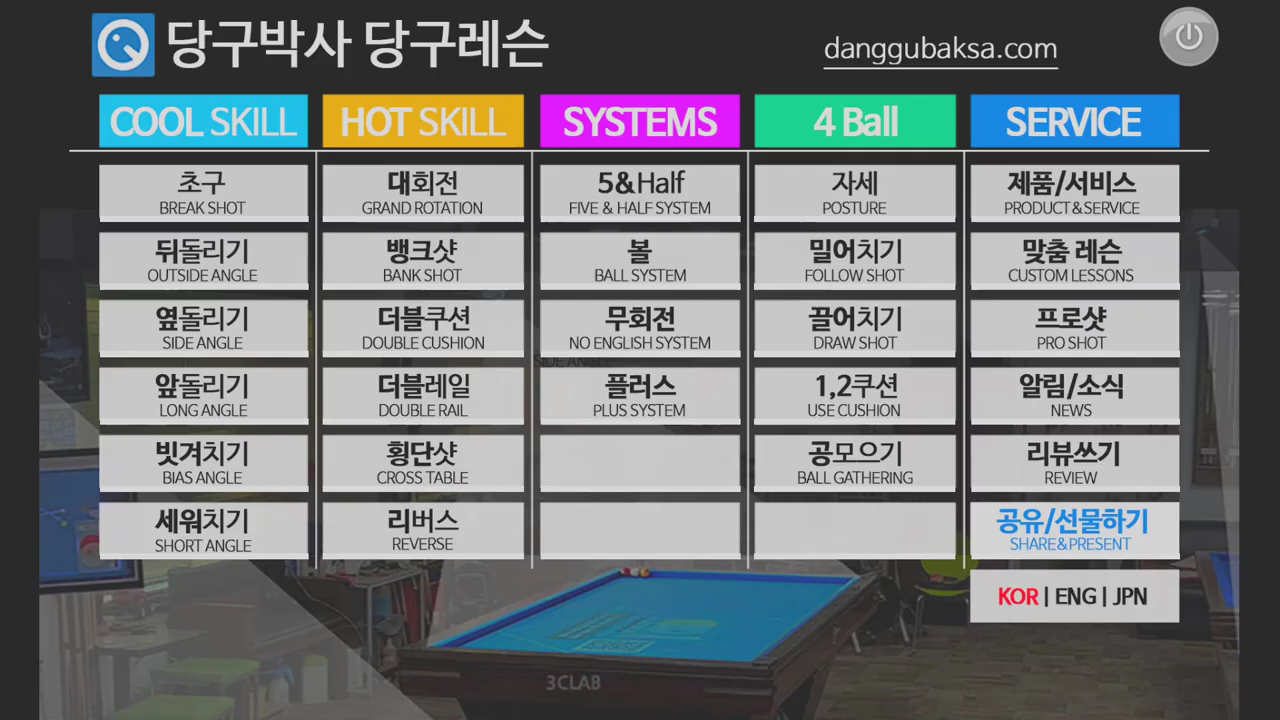 당구박사 당구레슨
danggubaksa.com
COOL SKILL
HOT SKILL
SYSTEMS
4 Ball
SERVICE
초구
BREAK SHOT
대회전
GRAND ROTATION
5&Half
FIVE & HALF SYSTEM
자세
POSTURE
제품/서비스
PRODUCT&SERVICE
뒤돌리기
OUTSIDE ANGLE
뱅크샷
BANK SHOT
볼
BALL SYSTEM
밀어치기
FOLLOW SHOT
맞춤 레슨
CUSTOM LESSONS
옆돌리기
SIDE ANGLE
더블쿠션
DOUBLE CUSHION
무회전
NO ENGLISH SYSTEM
끌어치기
DRAW SHOT
프로샷
PRO SHOT
SIDE ANGLE
앞돌리기
LONG ANGLE
더블레일
DOUBLE RAIL
플러스
PLUS SYSTEM
1,2쿠션
USE CUSHION
알림/소식
NEWS
빗겨치기
BIAS ANGLE
횡단샷
CROSS TABLE
공모으기
BALL GATHERING
리뷰쓰기
REVIEW
세워치기
SHORT ANGLE
리버스
REVERSE
공유/선물하기
SHARE&PRESENT
KOR | ENG | JPN
3CLAB